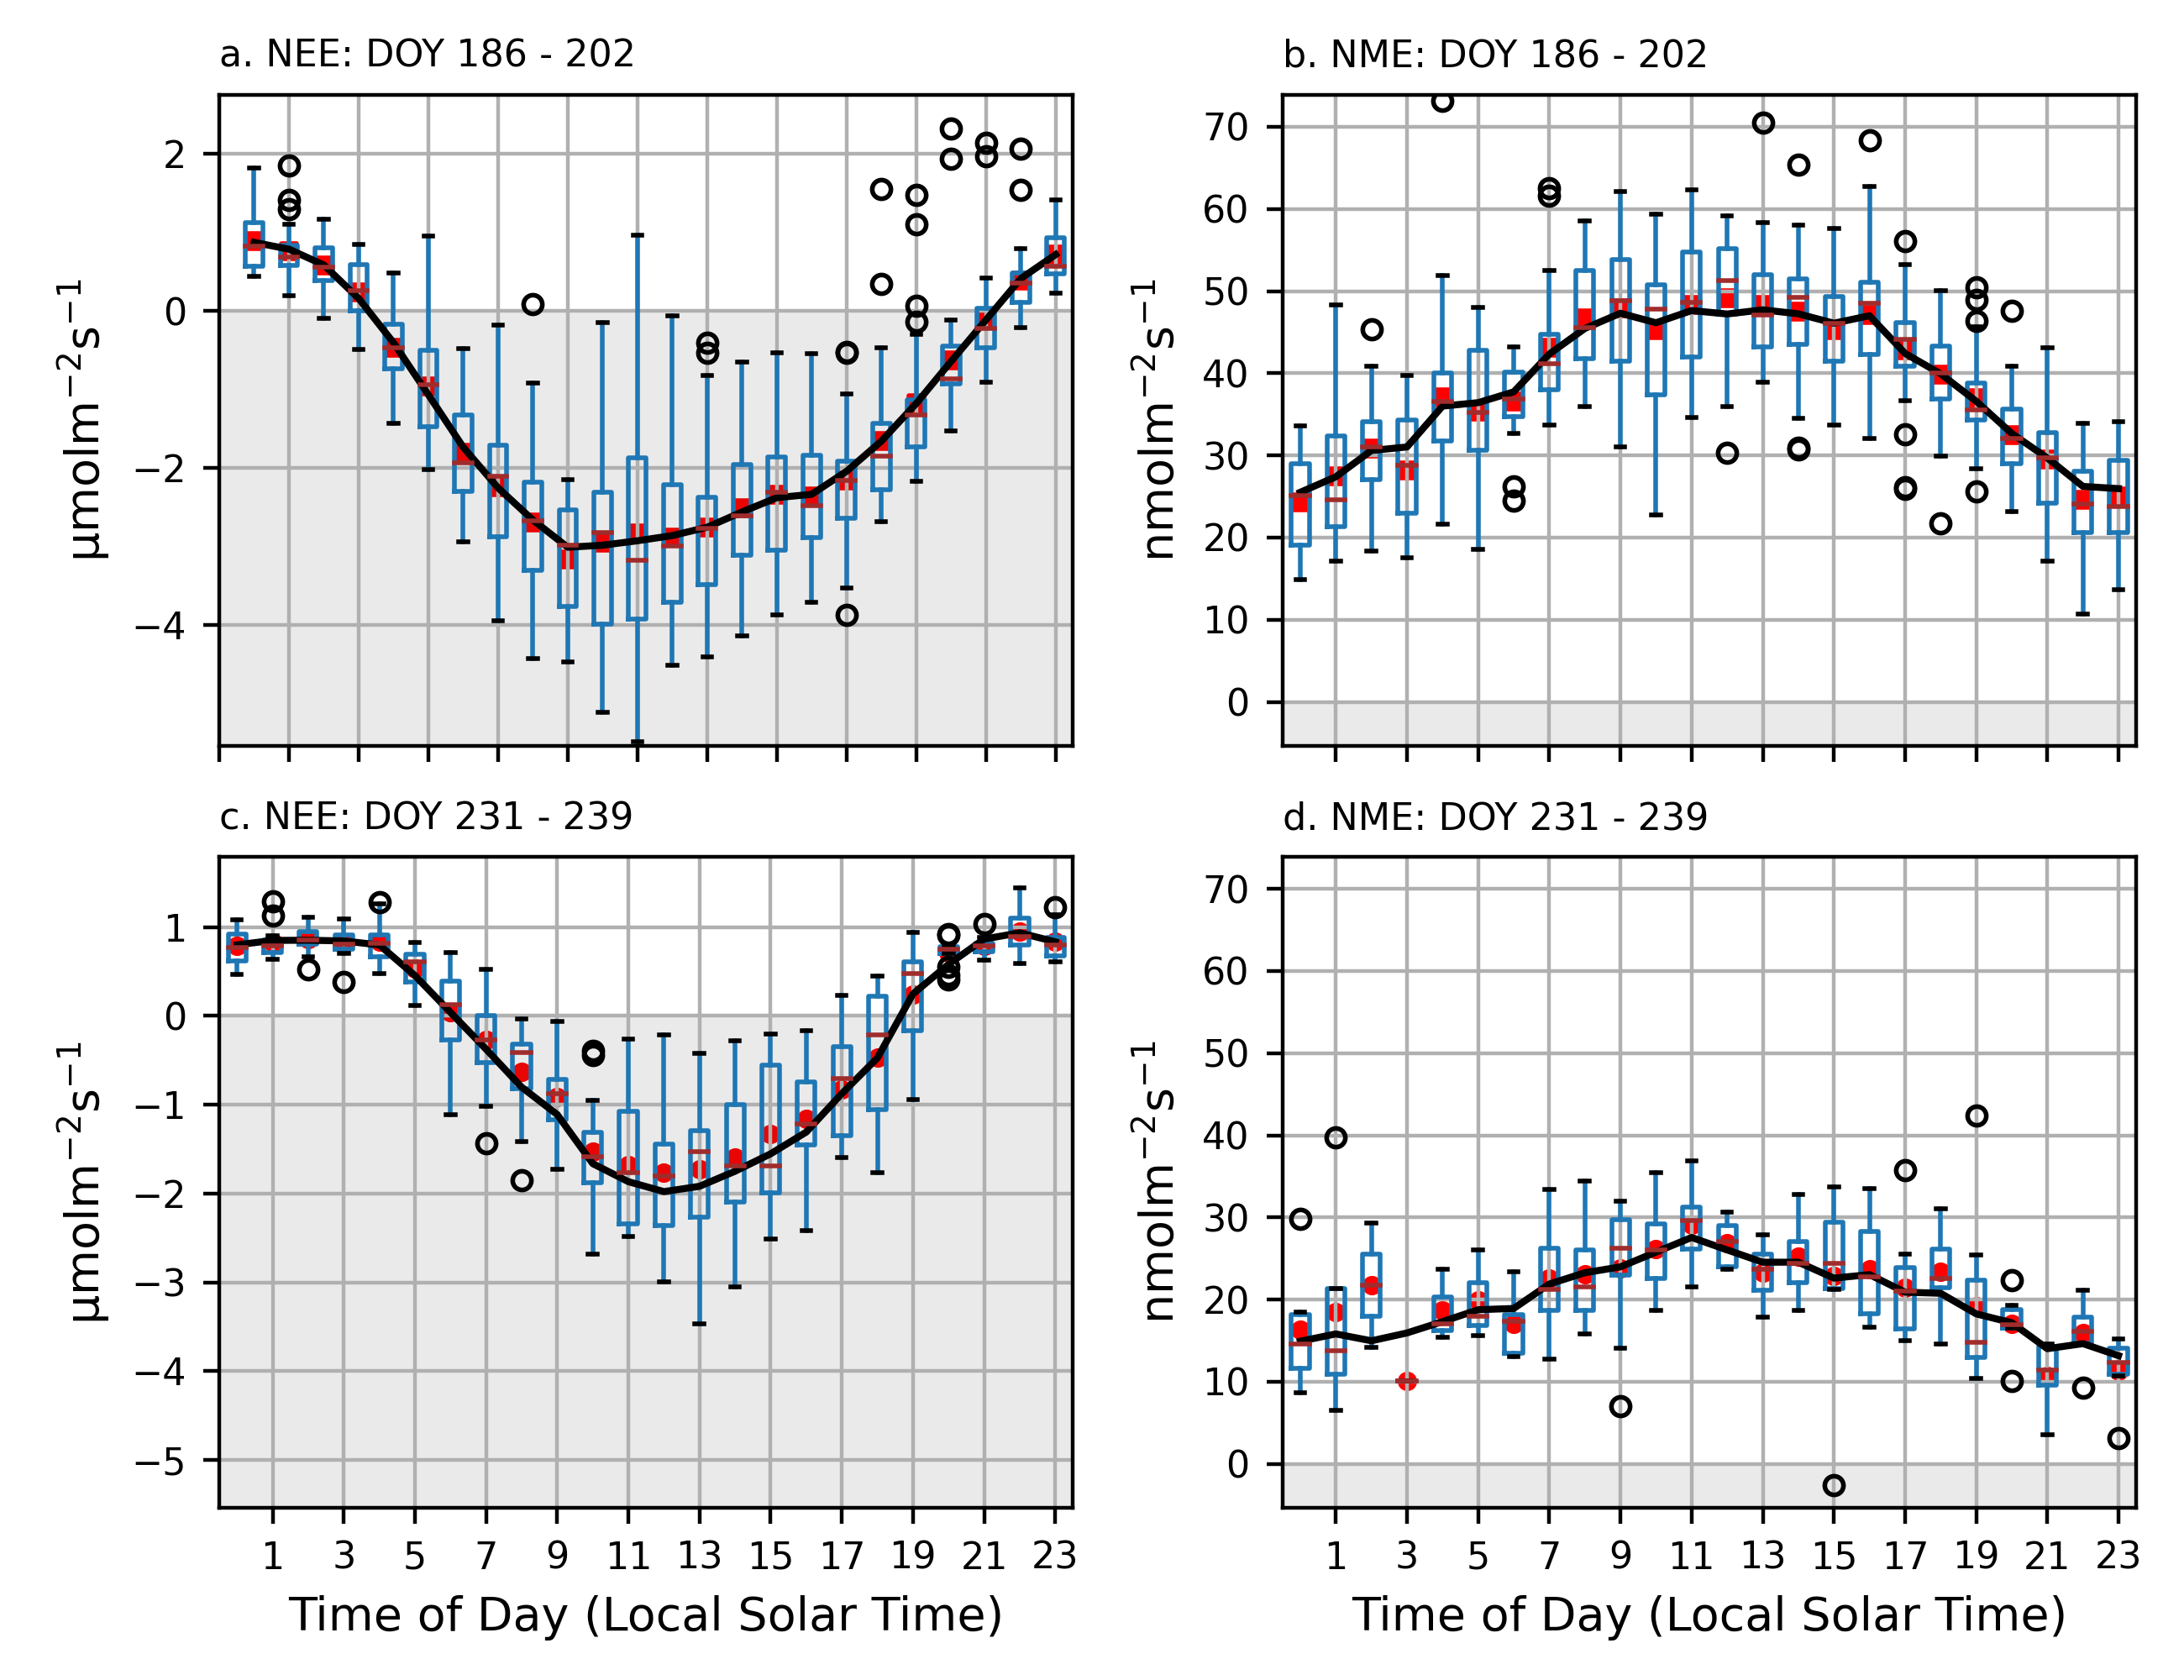 a. NEE: DOY 186 - 202
b. NME: DOY 186 - 202
2
0
−2
−4
μmolm⁻²s⁻¹
70
60
50
40
30
20
10
0
nmolm⁻²s⁻¹
c. NEE: DOY 231 - 239
d. NME: DOY 231 - 239
1
0
−1
−2
−3
−4
−5
μmolm⁻²s⁻¹
1 3 5 7 9 11 13 15 17 19 21 23
Time of Day (Local Solar Time)
70
60
50
40
30
20
10
0
nmolm⁻²s⁻¹
1 3 5 7 9 11 13 15 17 19 21 23
Time of Day (Local Solar Time)